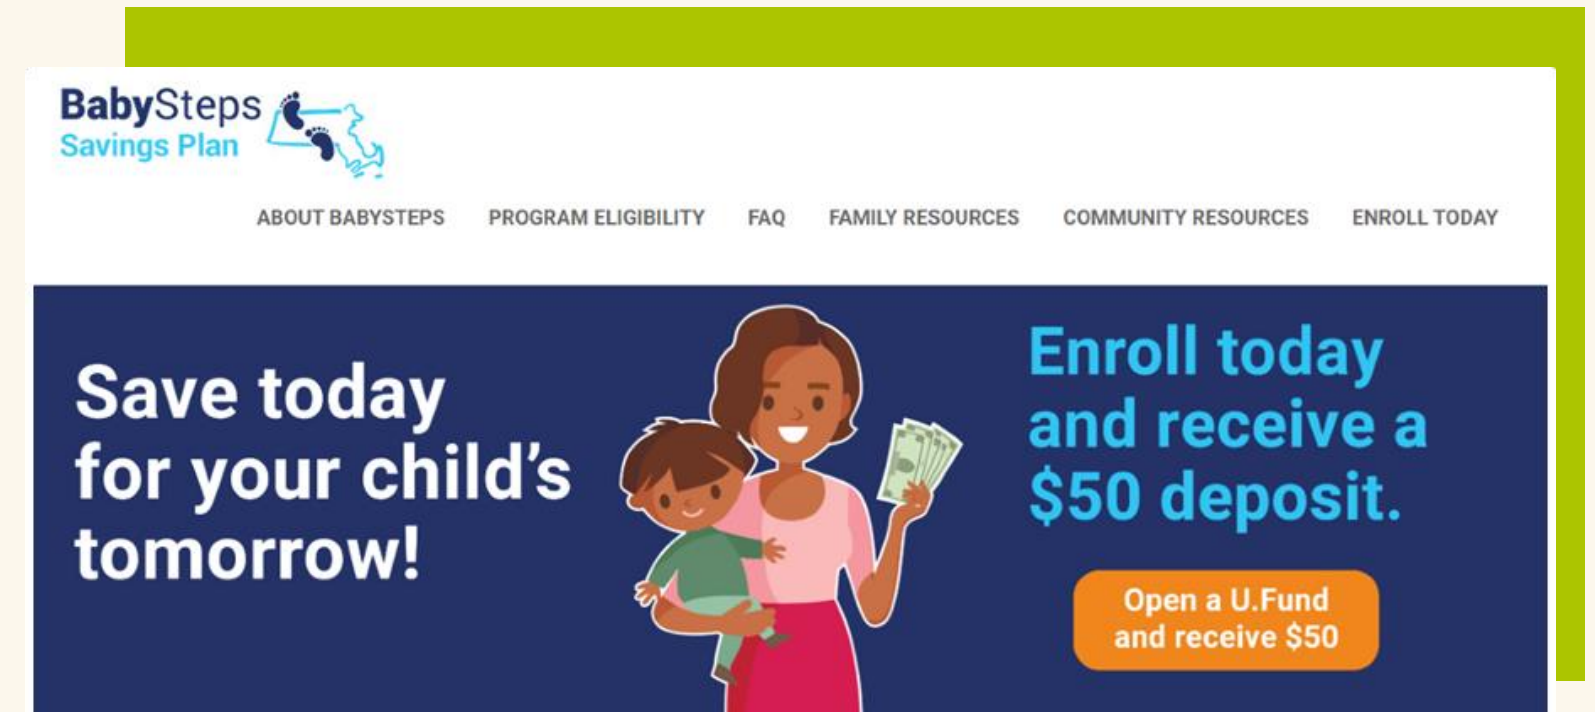 BabySteps
Savings Plan
ABOUT BABYSTEPS PROGRAM ELIGIBILITY FAQ FAMILY RESOURCES COMMUNITY RESOURCES ENROLL TODAY
Save today
for your child's
tomorrow!
Enroll today
and receive a
$50 deposit.
Open a U.Fund
and receive $50